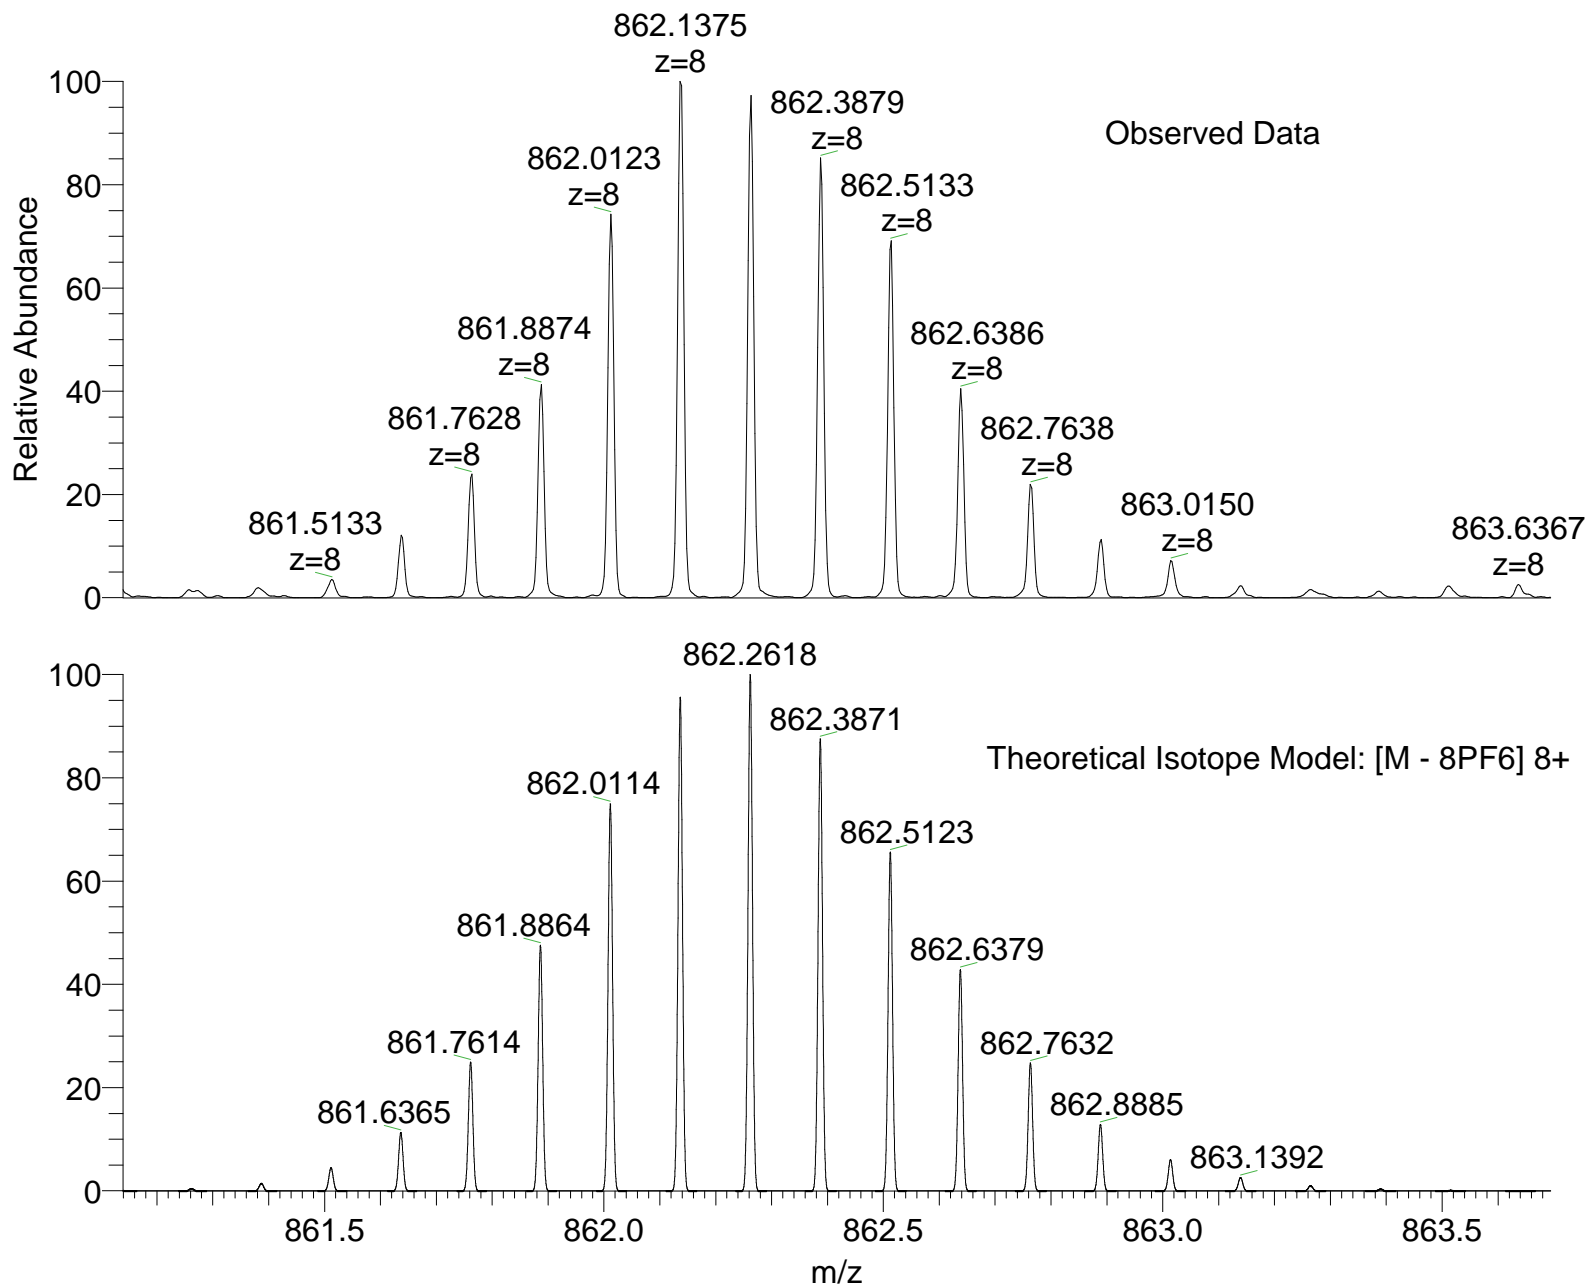 862.1375
z=8
100
862.3879
z=8
Observed Data
862.0123
z=8
862.5133
z=8
80
60
Relative Abundance
861.8874
z=8
862.6386
z=8
40
861.7628
z=8
862.7638
z=8
20
861.5133
z=8
863.0150
z=8
863.6367
z=8
0
862.2618
100
862.3871
Theoretical Isotope Model: [M - 8PF6] 8+
862.0114
80
862.5123
60
861.8864
862.6379
40
861.7614
862.7632
20
861.6365
862.8885
863.1392
0
861.5
862.0
862.5
863.0
863.5
m/z